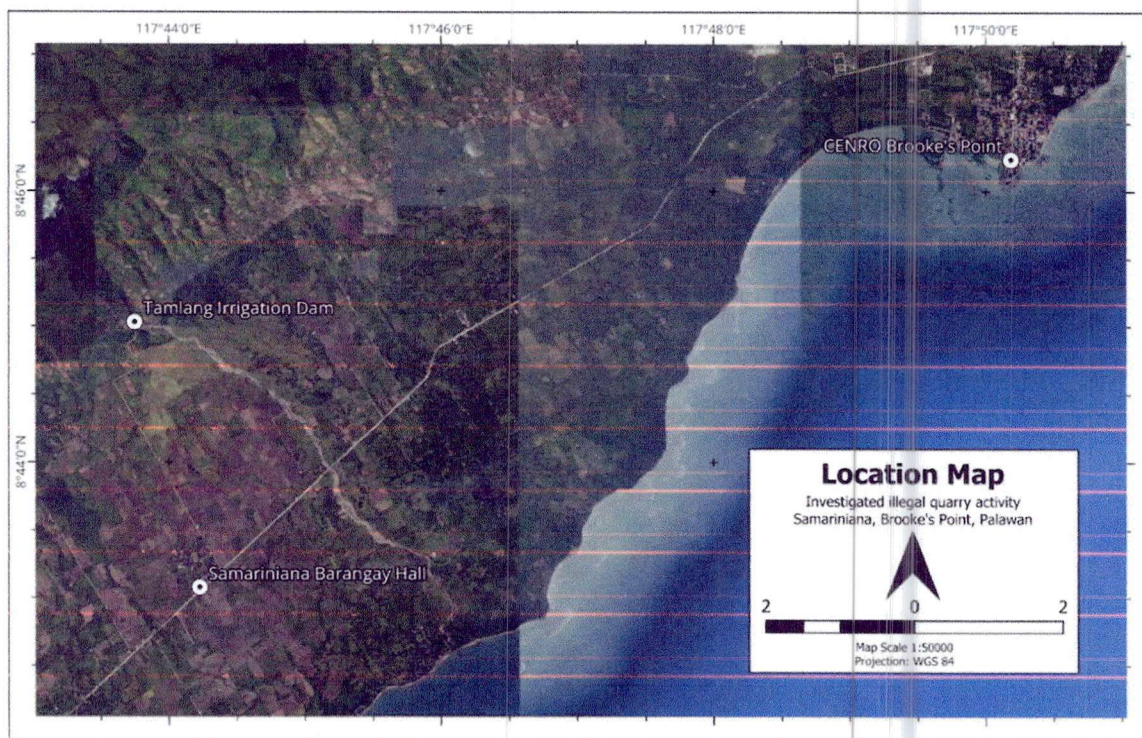 117°44'0"E 117°46'0"E 117°48'0"E 117°50'0"E
CENRO Brooke's Point
8°46'0"N
Tamlang Irrigation Dam
8°44'0"N
Samariniana Barangay Hall
Location Map
Investigated illegal quarry activity
Samariniana, Brooke's Point, Palawan
2 0 2
Map Scale 1:50000
Projection: WGS 84